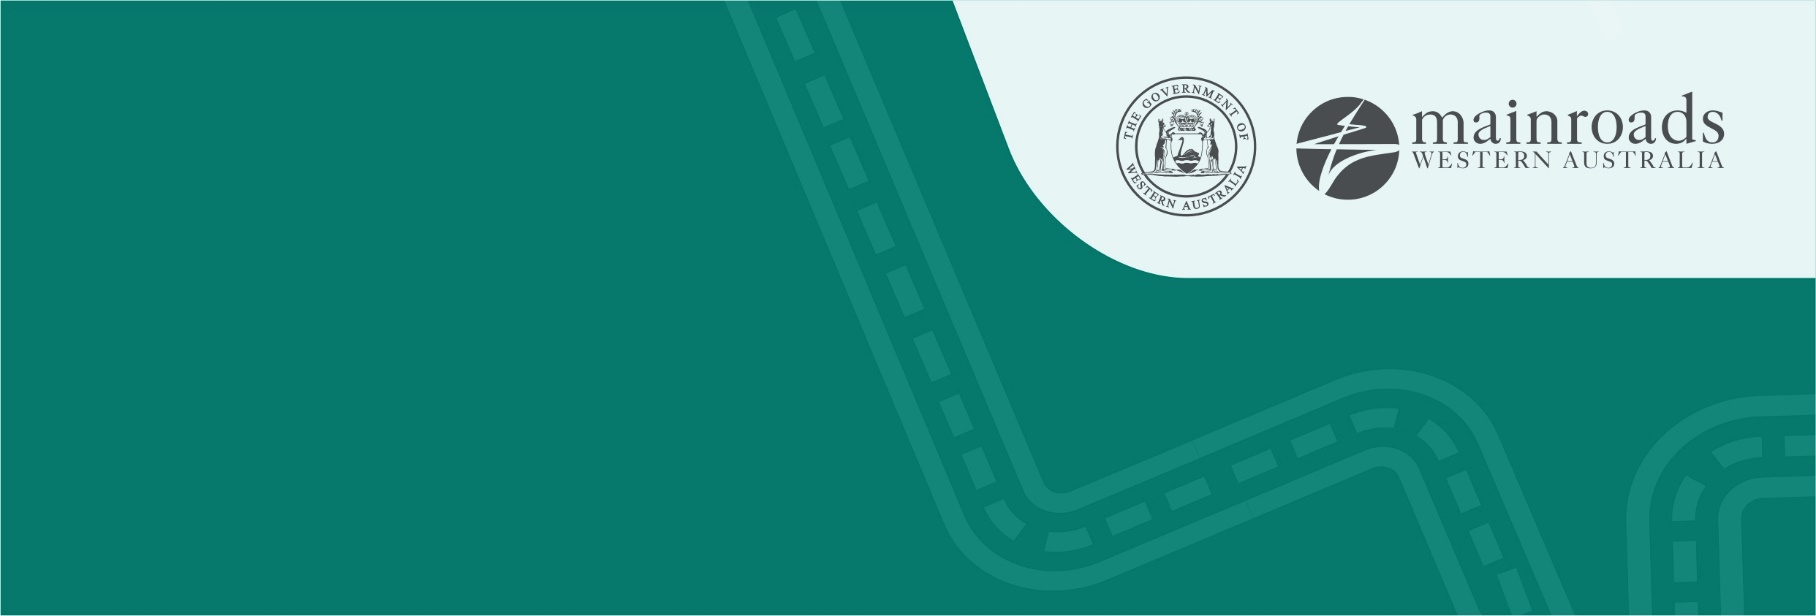 THE GOVERNMENT OF
WESTERN AUSTRALIA
mainroads
WESTERN AUSTRALIA